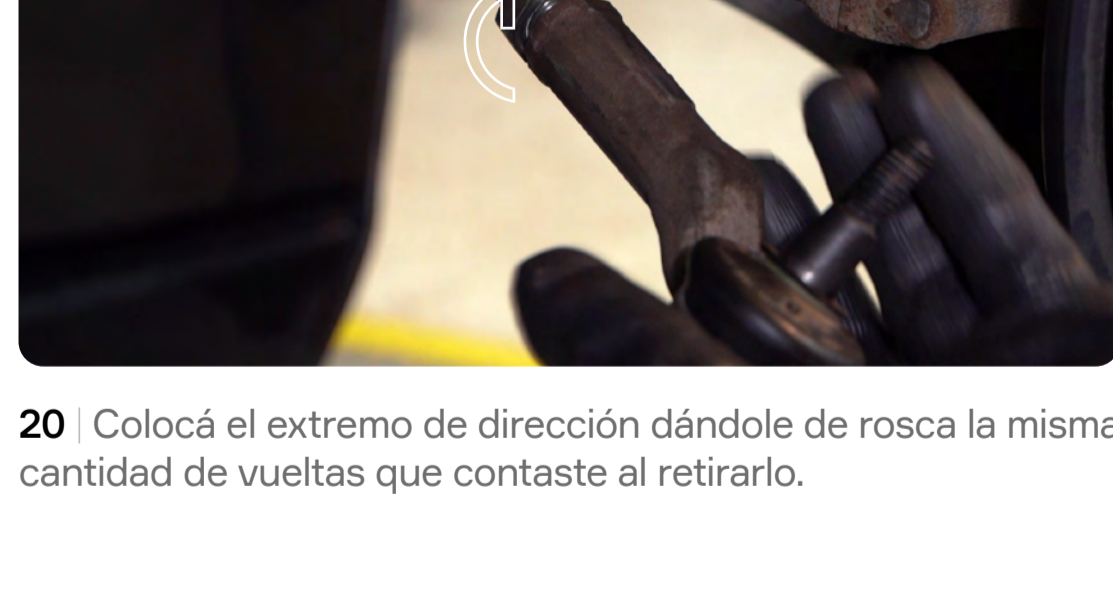 20 | Colocá el extremo de dirección dándole de rosca la misma
cantidad de vueltas que contaste al retirarlo.